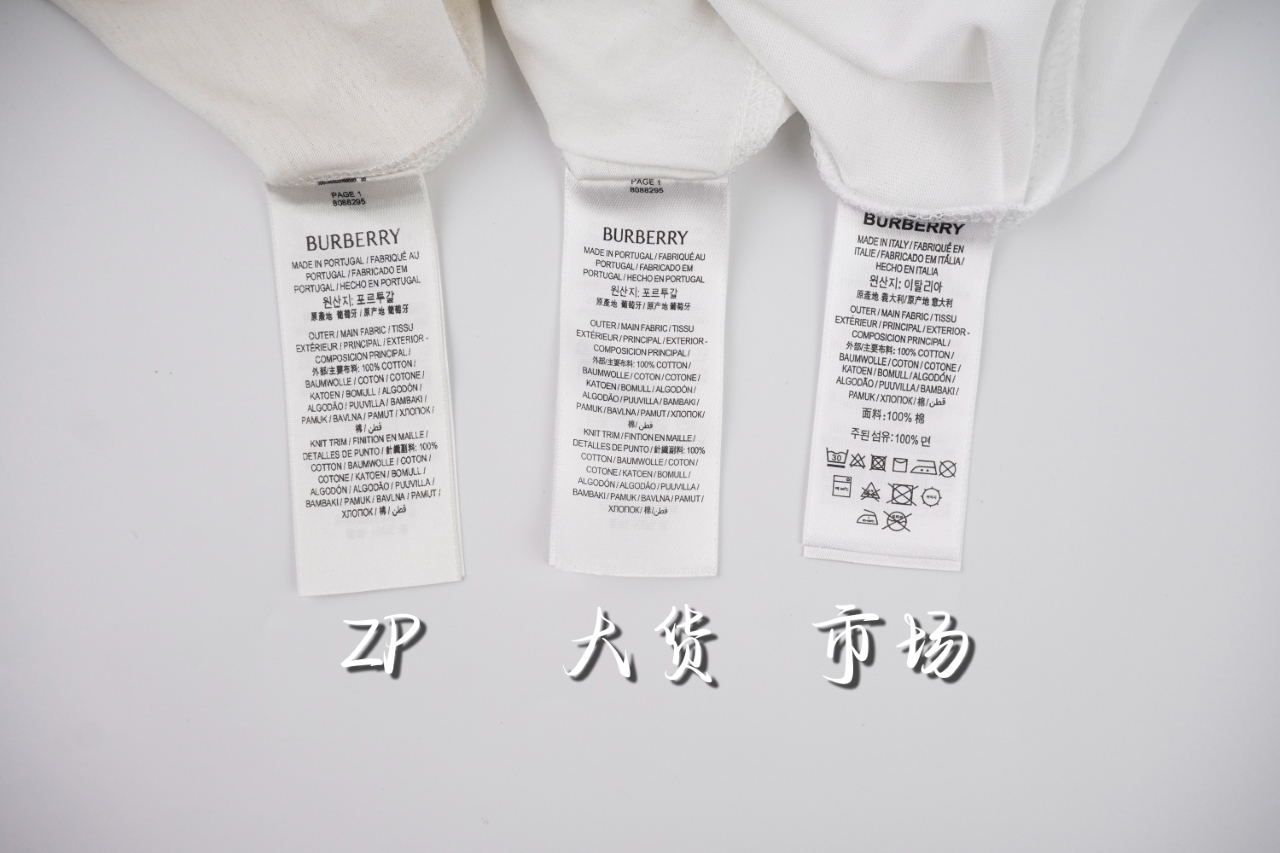 PAGE 1
8088295
BURBERRY
MADE IN PORTUGAL / FABRIQUÉ AU
PORTUGAL / FABRICADO EM
PORTUGAL / HECHO EN PORTUGAL
원산지: 포르투갈
原產地 葡萄牙 / 原产地 葡萄牙
OUTER / MAIN FABRIC / TISSU
EXTÉRIEUR / PRINCIPAL / EXTERIOR -
COMPOSICION PRINCIPAL /
外部/主要布料: 100% COTTON /
BAUMWOLLE / COTON / COTONE /
KATOEN / BOMULL / ALGODÓN /
ALGODÃO / PUUVILLA / BAMBAKI /
PAMUK / BAVLNA / PAMUT / ХЛОПОК /
棉 / قطن
KNIT TRIM / FINITION EN MAILLE /
DETALLES DE PUNTO / 針織副料: 100%
COTTON / BAUMWOLLE / COTON /
COTONE / KATOEN / BOMULL /
ALGODÓN / ALGODÃO / PUUVILLA /
BAMBAKI / PAMUK / BAVLNA / PAMUT /
ХЛОПОК / 棉 / قطن
ZP
PAGE 1
8088295
BURBERRY
MADE IN PORTUGAL / FABRIQUÉ AU
PORTUGAL / FABRICADO EM
PORTUGAL / HECHO EN PORTUGAL
원산지: 포르투갈
原產地 葡萄牙 / 原产地 葡萄牙
OUTER / MAIN FABRIC / TISSU
EXTÉRIEUR / PRINCIPAL / EXTERIOR-
COMPOSICION PRINCIPAL /
外部/主要布料: 100% COTTON /
BAUMWOLLE / COTON / COTONE /
KATOEN / BOMULL / ALGODÓN /
ALGODÃO / PUUVILLA / BAMBAKI /
PAMUK / BAVLNA / PAMUT / ХЛОПОК/
棉/ قطن
KNIT TRIM / FINTION EN MAILLE /
DETALLES DE PUNTO / 針織副料: 100%
COTTON / BAUMWOLLE / COTON /
COTONE / KATOEN / BOMULL /
ALGODÓN / ALGODÃO / PUUVILLA /
BAMBAKI / PAMUK / BAVLNA / PAMUT /
ХЛОПОК / 棉 / قطن
大货
BURBERRY
MADE IN ITALY / FABRIQUÉ EN
ITALIE / FABRICADO EM ITÁLIA /
HECHO EN ITALIA
원산지: 이탈리아
原產地 義大利/原产地 意大利
OUTER / MAIN FABRIC / TISSU
EXTÉRIEUR / PRINCIPAL / EXTERIOR-
COMPOSICION PRINCIPAL /
外部/主要布料: 100% COTTON /
BAUMWOLLE / COTON / COTONE /
KATOEN / BOMULL / ALGODÓN /
ALGODÃO / PUUVILLA / BAMBAKI /
PAMUK / ХЛОПОК / 棉/ قطن
面料:100% 棉
주된 섬유: 100% 면
30
市场